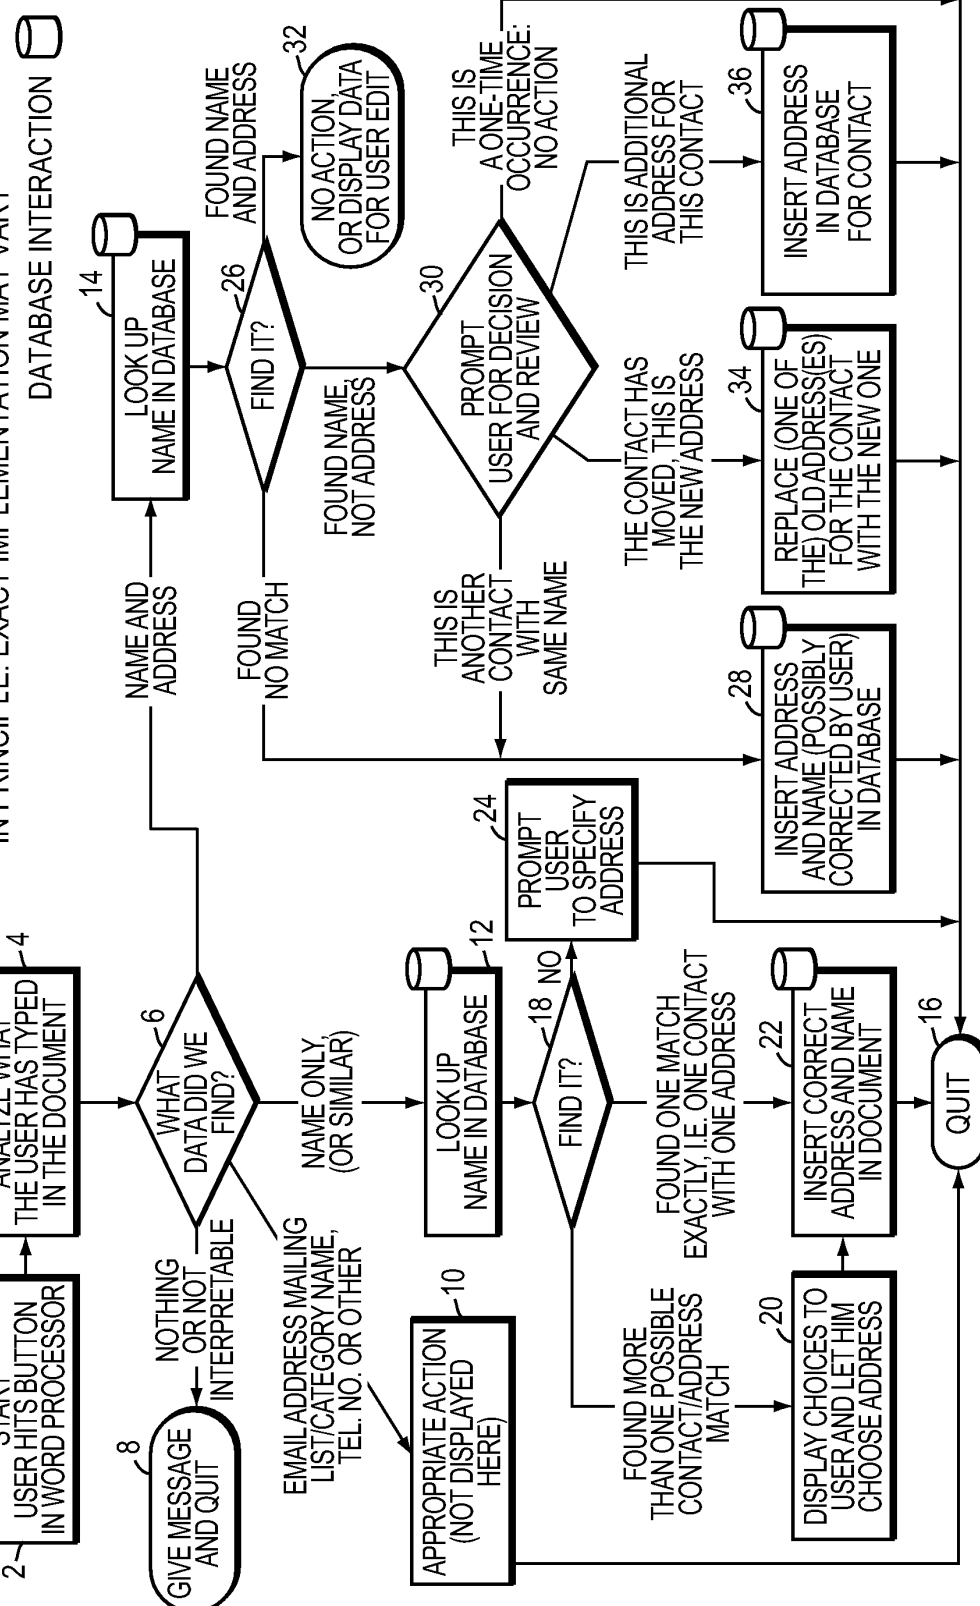 IN PRINCIPLE. EXACT IMPLEMENTATION MAY VARY
DATABASE INTERACTION
2
START
USER HITS BUTTON
IN WORD PROCESSOR
4
ANALYZE WHAT
THE USER HAS TYPED
IN THE DOCUMENT
6
WHAT
DATA DID WE
FIND?
NOTHING
OR NOT
INTERPRETABLE
8
GIVE MESSAGE
AND QUIT
EMAIL ADDRESS MAILING
LIST/CATEGORY NAME,
TEL. NO. OR OTHER
10
APPROPRIATE ACTION
(NOT DISPLAYED
HERE)
NAME ONLY,
(OR SIMILAR)
12
LOOK UP
NAME IN DATABASE
18
FIND IT?
NO
24
PROMPT
USER
TO SPECIFY
ADDRESS
FOUND MORE
THAN ONE POSSIBLE
CONTACT/ADDRESS
MATCH
FOUND ONE MATCH
EXACTLY, I.E. ONE CONTACT
WITH ONE ADDRESS
20
DISPLAY CHOICES TO
USER AND LET HIM
CHOOSE ADDRESS
22
INSERT CORRECT
ADDRESS AND NAME
IN DOCUMENT
16
QUIT
NAME AND
ADDRESS
14
LOOK UP
NAME IN DATABASE
26
FIND IT?
FOUND
NO MATCH
FOUND NAME,
NOT ADDRESS
FOUND NAME
AND ADDRESS
32
NO ACTION,
OR DISPLAY DATA
FOR USER EDIT
30
PROMPT
USER FOR DECISION
AND REVIEW
THIS IS
ANOTHER
CONTACT
WITH
SAME NAME
THE CONTACT HAS
MOVED, THIS IS
THE NEW ADDRESS
THIS IS ADDITIONAL
ADDRESS FOR
THIS CONTACT
THIS IS
A ONE-TIME
OCCURRENCE:
NO ACTION
28
INSERT ADDRESS
AND NAME (POSSIBLY
CORRECTED BY USER)
IN DATABASE
34
REPLACE (ONE OF
THE) OLD ADDRESS(ES)
FOR THE CONTACT
WITH THE NEW ONE
36
INSERT ADDRESS
IN DATABASE
FOR CONTACT